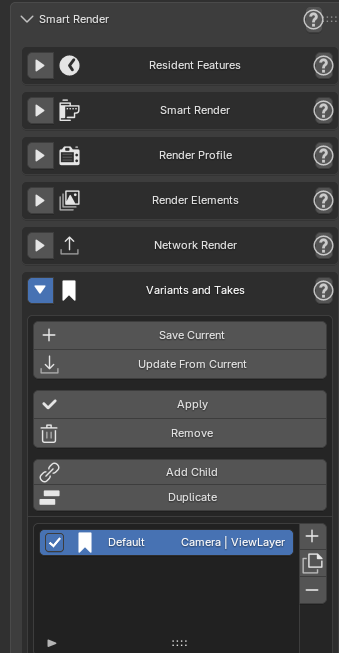 Smart Render
Resident Features
Smart Render
Render Profile
Render Elements
Network Render
Variants and Takes
Save Current
Update From Current
Apply
Remove
Add Child
Duplicate
Default Camera | ViewLayer